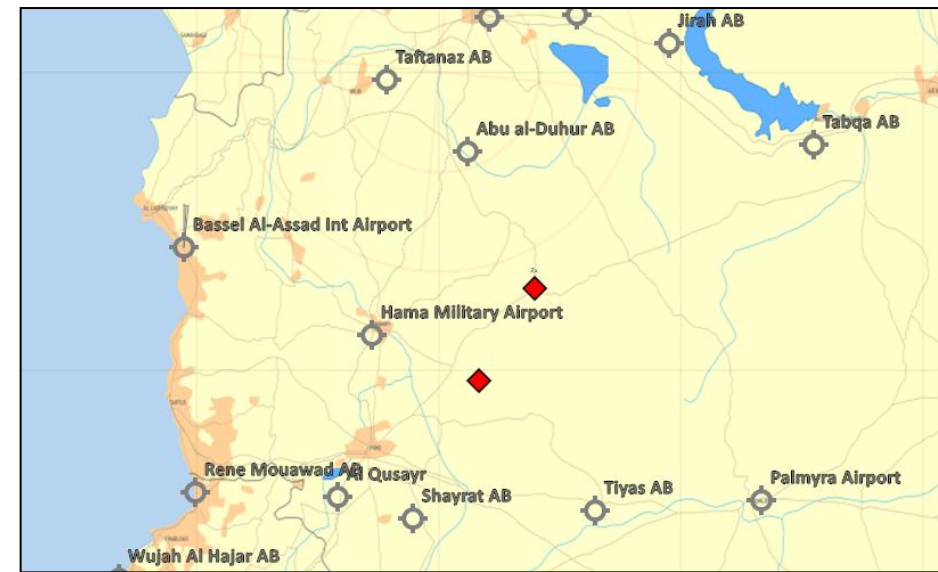 Jirah AB
Taftanaz AB
Abu al-Duhur AB
Tabqa AB
Bassel Al-Assad Int Airport
Hama Military Airport
Rene Mouawad AB
Al Qusayr
Shayrat AB
Tiyas AB
Palmyra Airport
Wujah Al Hajar AB